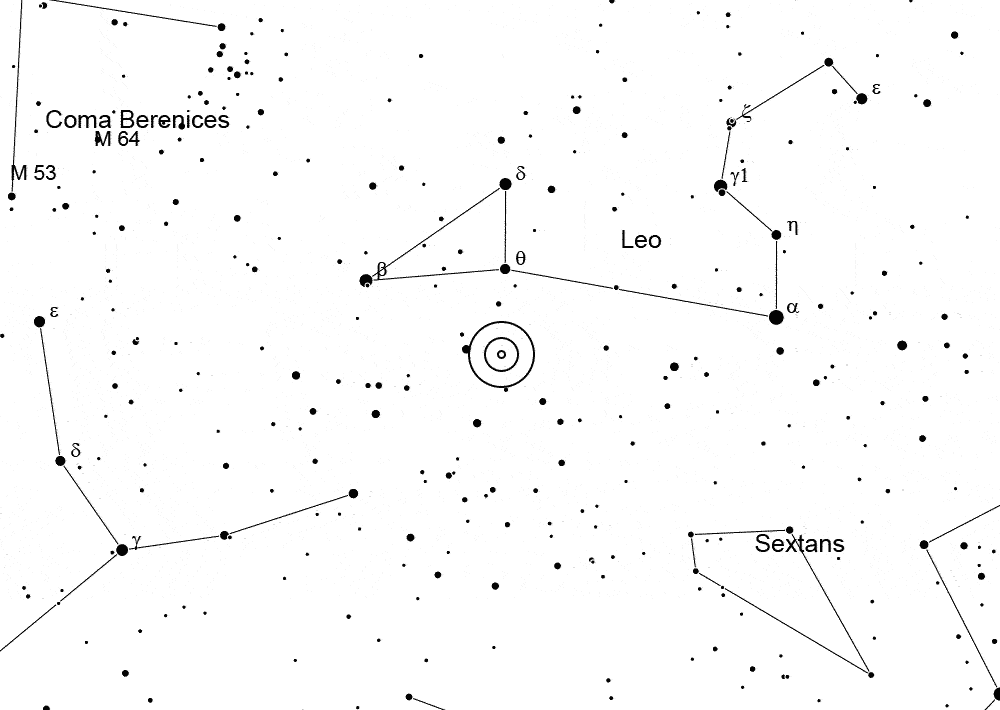 ε
ζ
Coma Berenices
M 64
M 53
δ
γ1
η
Leo
θ
β
α
ε
δ
γ
Sextans